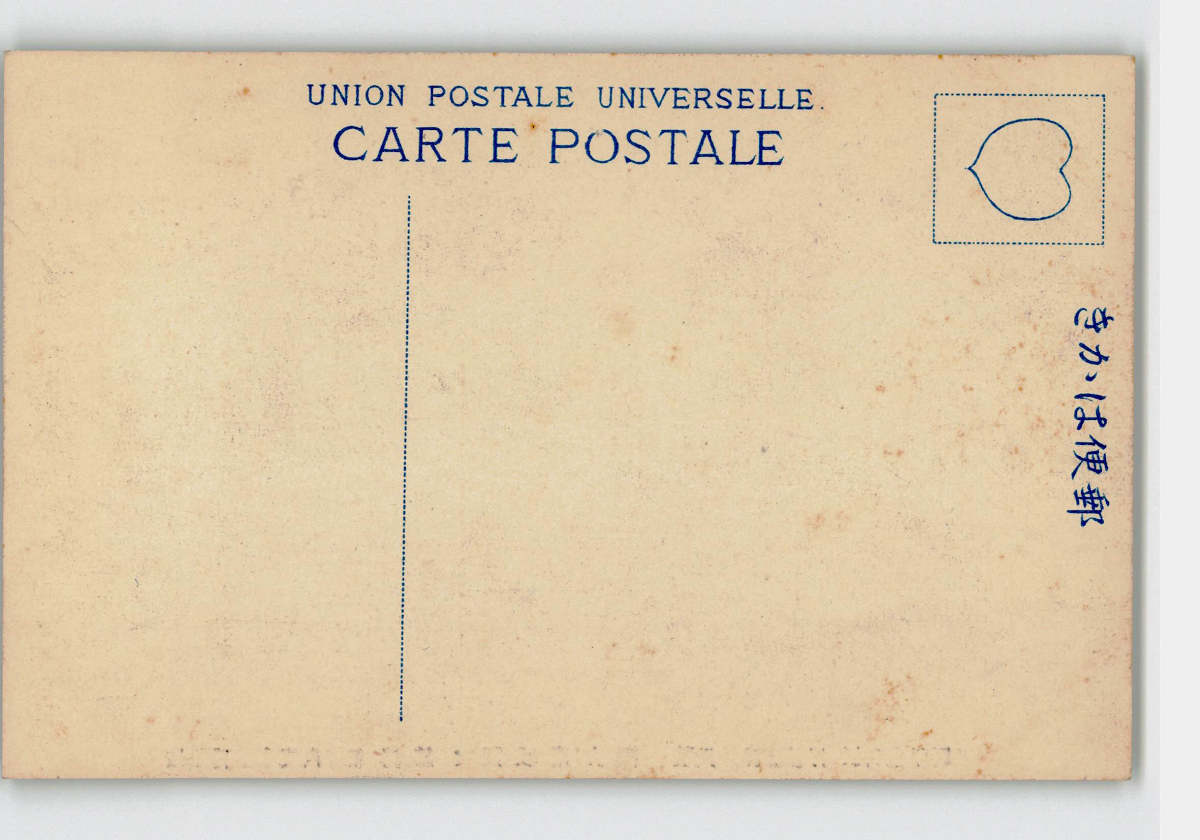 UNION POSTALE UNIVERSELLE.
CARTE POSTALE
郵便はかき